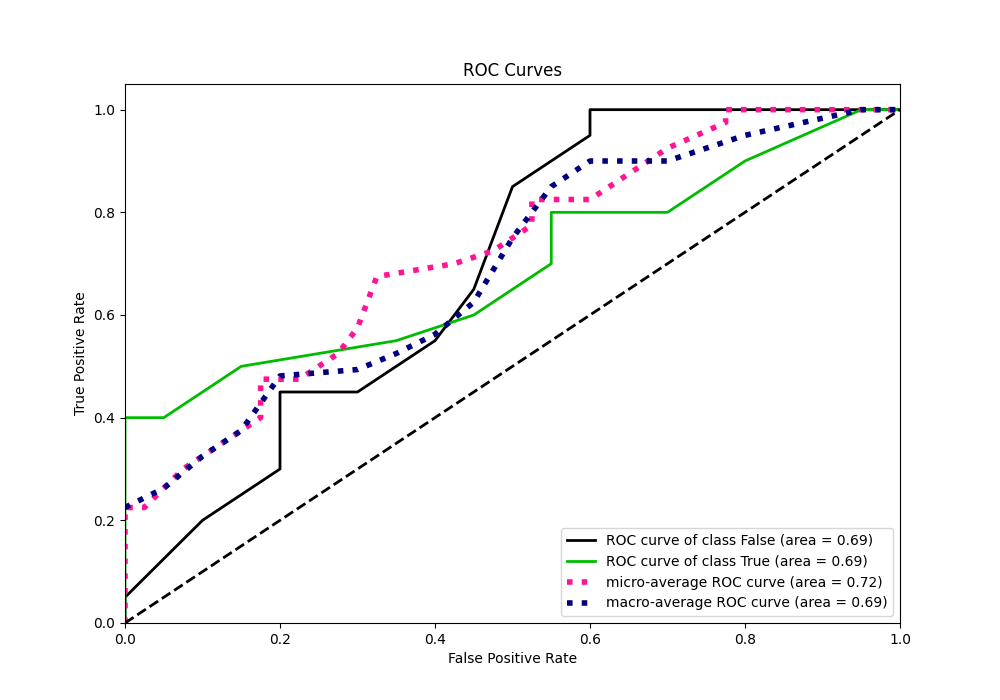 ROC Curves
True Positive Rate
1.0
0.8
0.6
0.4
0.2
0.0
0.0 0.2 0.4 0.6 0.8 1.0
False Positive Rate
ROC curve of class False (area = 0.69)
ROC curve of class True (area = 0.69)
micro-average ROC curve (area = 0.72)
macro-average ROC curve (area = 0.69)